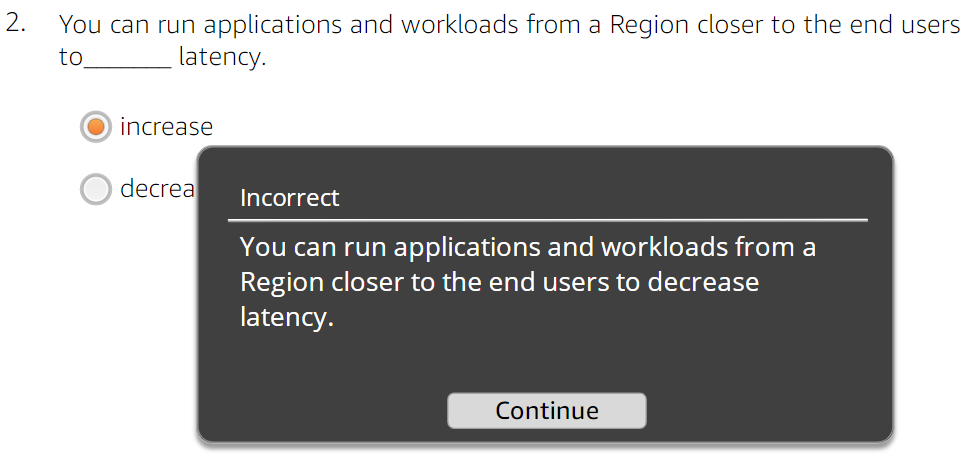 2. You can run applications and workloads from a Region closer to the end users
to_______ latency.
increase
decrea
Incorrect
You can run applications and workloads from a
Region closer to the end users to decrease
latency.
Continue